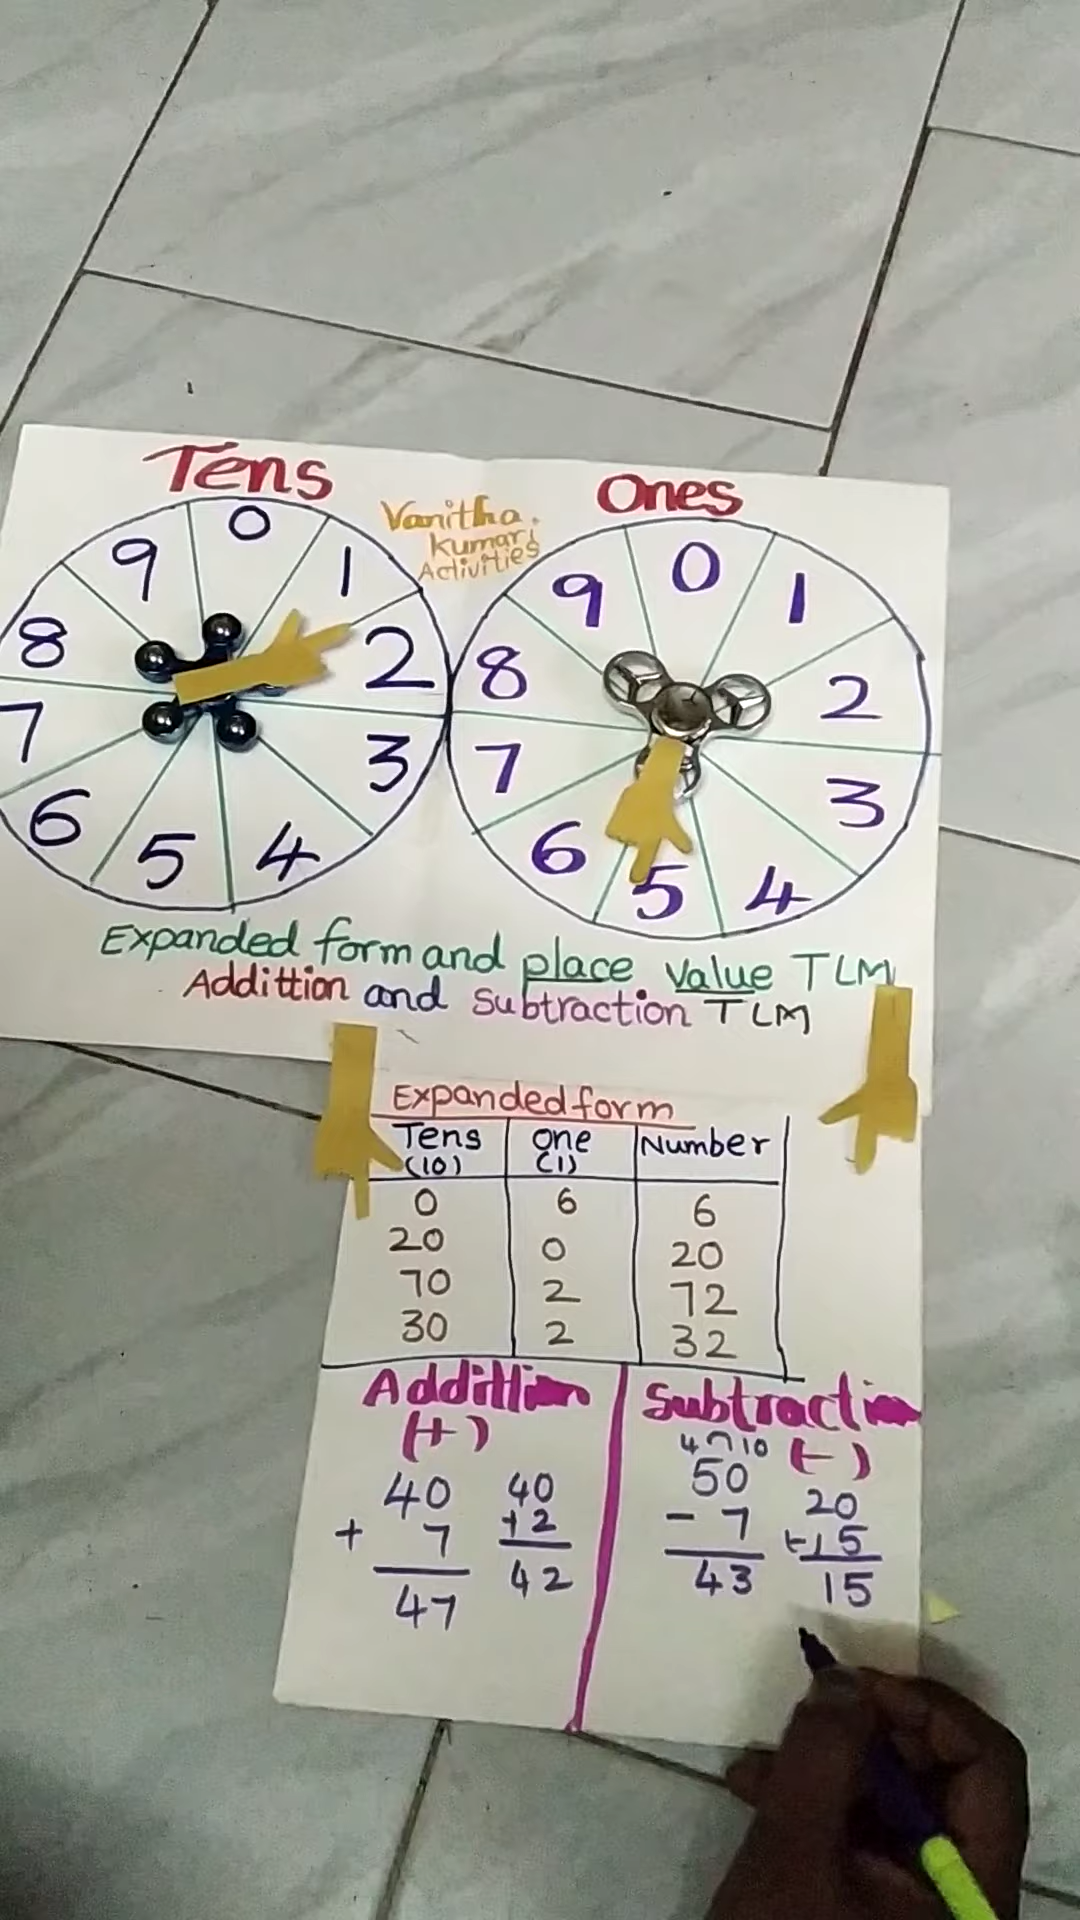 Tens
Ones
Vanitha.
kumari
Activities
0
1
2
3
4
5
6
7
8
9
0
1
2
3
4
5
6
7
8
9
Expanded form and place value TLM
Addittion and Subtraction TLM
Expanded form
Tens One Number
(10) (1)
0 6 6
20 0 20
70 2 72
30 2 32
Addittion Subtraction
(+) 4 10 (-)
40 40 50 20
+ 7 +2 - 7 -15
47 42 43 15